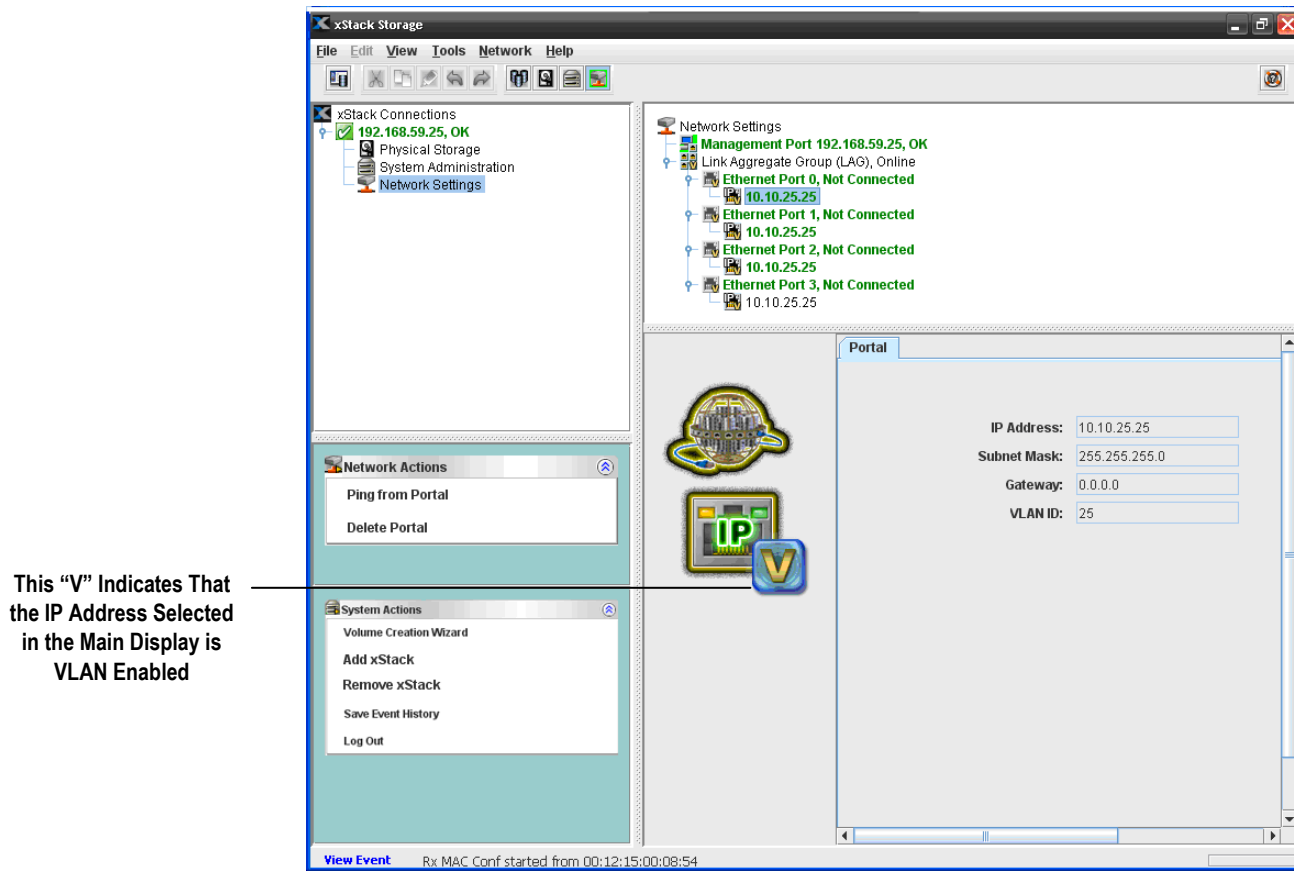 xStack Storage
File Edit View Tools Network Help
xStack Connections
192.168.59.25, OK
Physical Storage
System Administration
Network Settings
Network Settings
Management Port 192.168.59.25, OK
Link Aggregate Group (LAG), Online
Ethernet Port 0, Not Connected
10.10.25.25
Ethernet Port 1, Not Connected
10.10.25.25
Ethernet Port 2, Not Connected
10.10.25.25
Ethernet Port 3, Not Connected
10.10.25.25
Network Actions
Ping from Portal
Delete Portal
System Actions
Volume Creation Wizard
Add xStack
Remove xStack
Save Event History
Log Out
IP
V
Portal
IP Address: 10.10.25.25
Subnet Mask: 255.255.255.0
Gateway: 0.0.0.0
VLAN ID: 25
This “V” Indicates That
the IP Address Selected
in the Main Display is
VLAN Enabled
View Event Rx MAC Conf started from 00:12:15:00:08:54